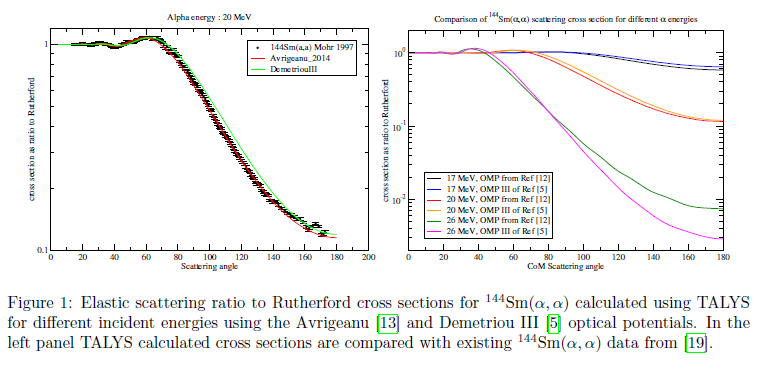 Alpha energy : 20 MeV
1
0.1
cross section as ratio to Rutherford
144Sm(a,a) Mohr 1997
Avrigeanu_2014
DemetriouIII
0 20 40 60 80 100 120 140 160 180 200
Scattering angle
Comparison of ¹⁴⁴Sm(α,α) scattering cross section for different α energies
10⁰
10⁻¹
10⁻²
cross section as ratio to Rutherford
17 MeV, OMP from Ref [12]
17 MeV, OMP III of Ref [5]
20 MeV, OMP from Ref [12]
20 MeV, OMP III of Ref [5]
26 MeV, OMP from Ref [12]
26 MeV, OMP III of Ref [5]
0 20 40 60 80 100 120 140 160 180
CoM Scattering angle
Figure 1: Elastic scattering ratio to Rutherford cross sections for ¹⁴⁴Sm(α, α) calculated using TALYS
for different incident energies using the Avrigeanu [13] and Demetriou III [5] optical potentials. In the
left panel TALYS calculated cross sections are compared with existing ¹⁴⁴Sm(α, α) data from [19].